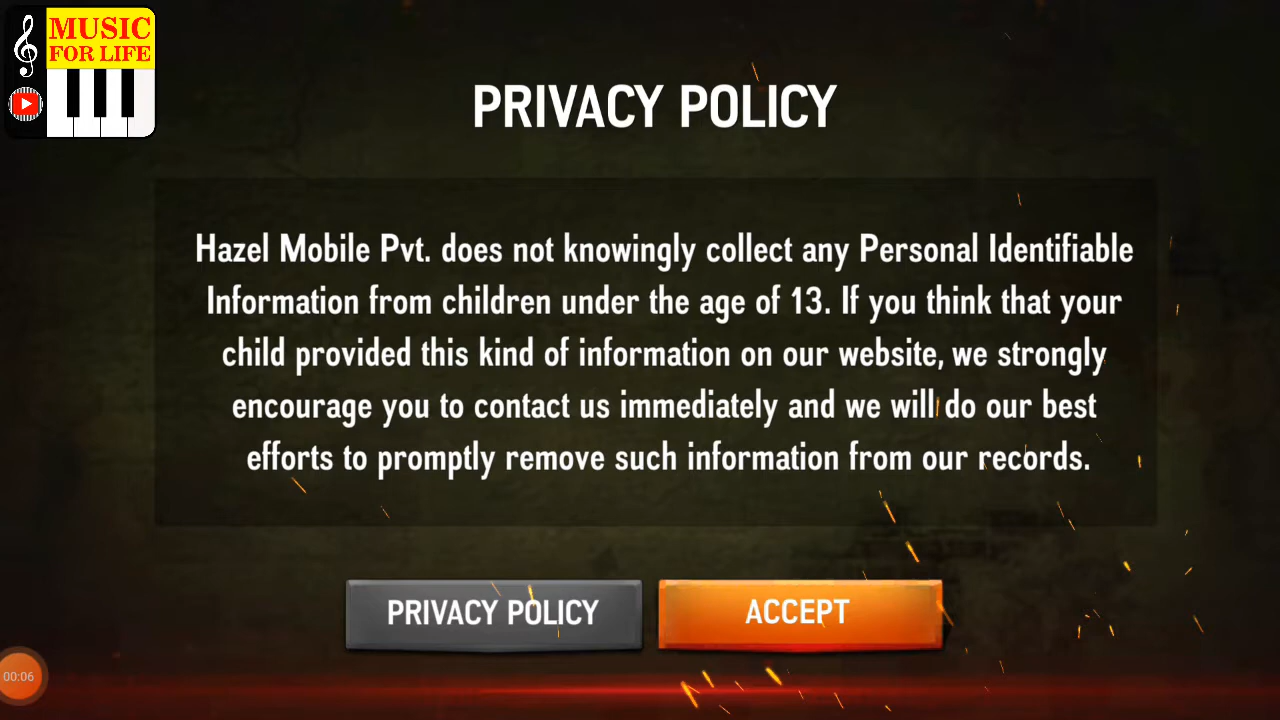 MUSIC
FOR LIFE
PRIVACY POLICY
Hazel Mobile Pvt. does not knowingly collect any Personal Identifiable
Information from children under the age of 13. If you think that your
child provided this kind of information on our website, we strongly
encourage you to contact us immediately and we will do our best
efforts to promptly remove such information from our records.
PRIVACY POLICY
ACCEPT
00:06